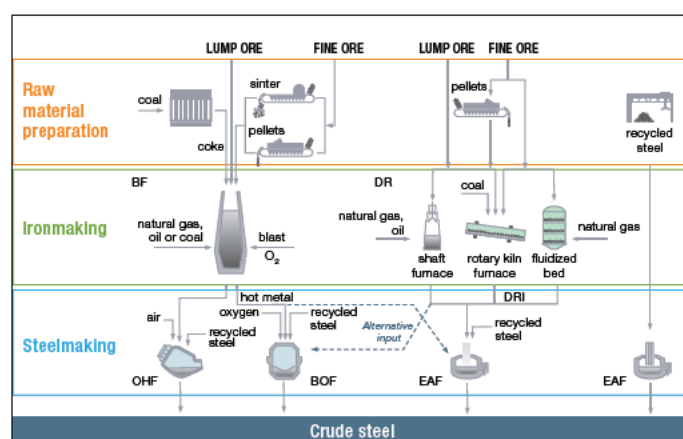 LUMP ORE
FINE ORE
LUMP ORE
FINE ORE
Raw
material
preparation
coal
sinter
pellets
coke
pellets
recycled
steel
Ironmaking
BF
natural gas,
oil or coal
blast
O₂
DR
coal
natural gas,
oil
natural gas
shaft
furnace
rotary kiln
furnace
fluidized
bed
Steelmaking
hot metal
DRI
air
recycled
steel
oxygen
recycled
steel
Alternative
input
recycled
steel
OHF
BOF
EAF
EAF
Crude steel